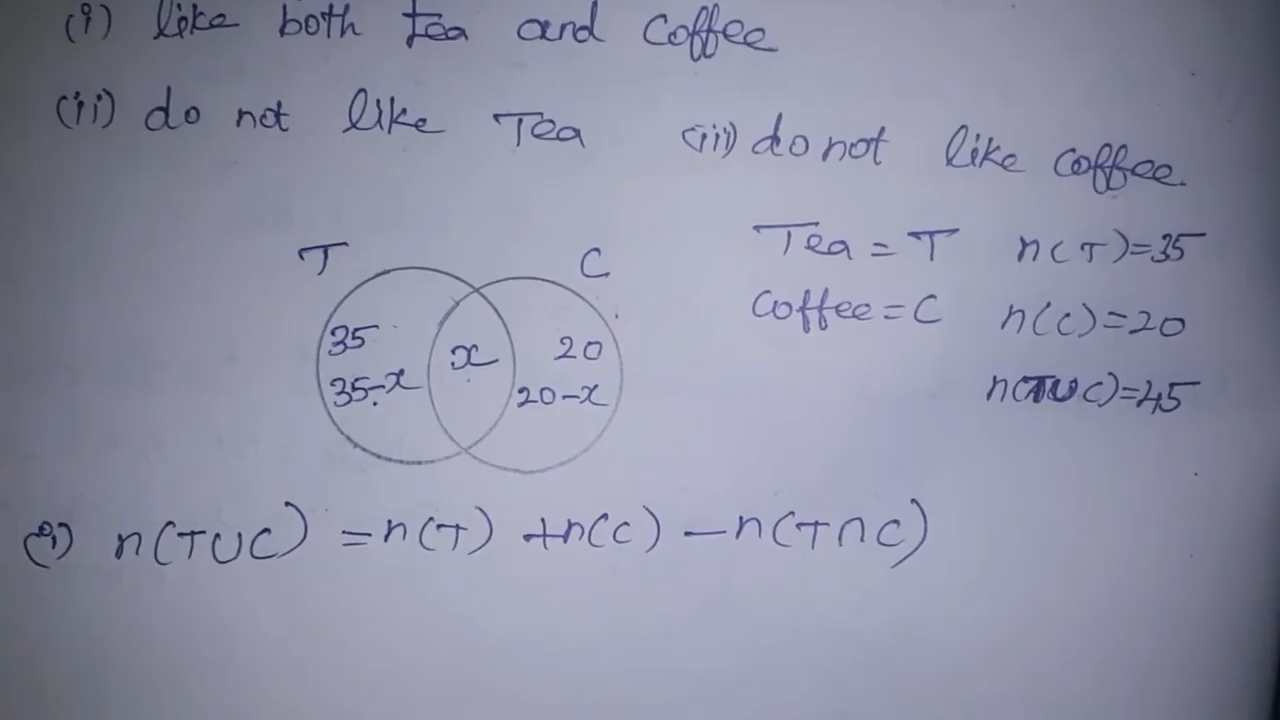 (i) like both tea and coffee
(ii) do not like Tea (iii) do not like coffee.
Tea = T n(T)=35
Coffee = C n(C)=20
n(TUC)=45
T C
35 x 20
35-x 20-x
(i) n(TUC) = n(T) + n(C) - n(T∩C)